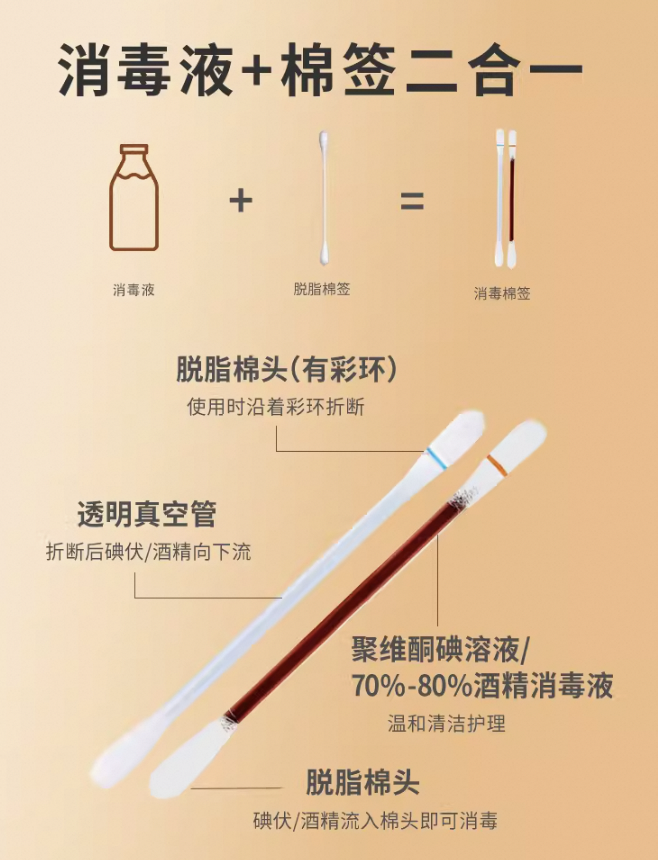 消毒液+棉签二合一
+
=
消毒液
脱脂棉签
消毒棉签
脱脂棉头(有彩环)
使用时沿着彩环折断
透明真空管
折断后碘伏/酒精向下流
聚维酮碘溶液/
70%-80%酒精消毒液
温和清洁护理
脱脂棉头
碘伏/酒精流入棉头即可消毒